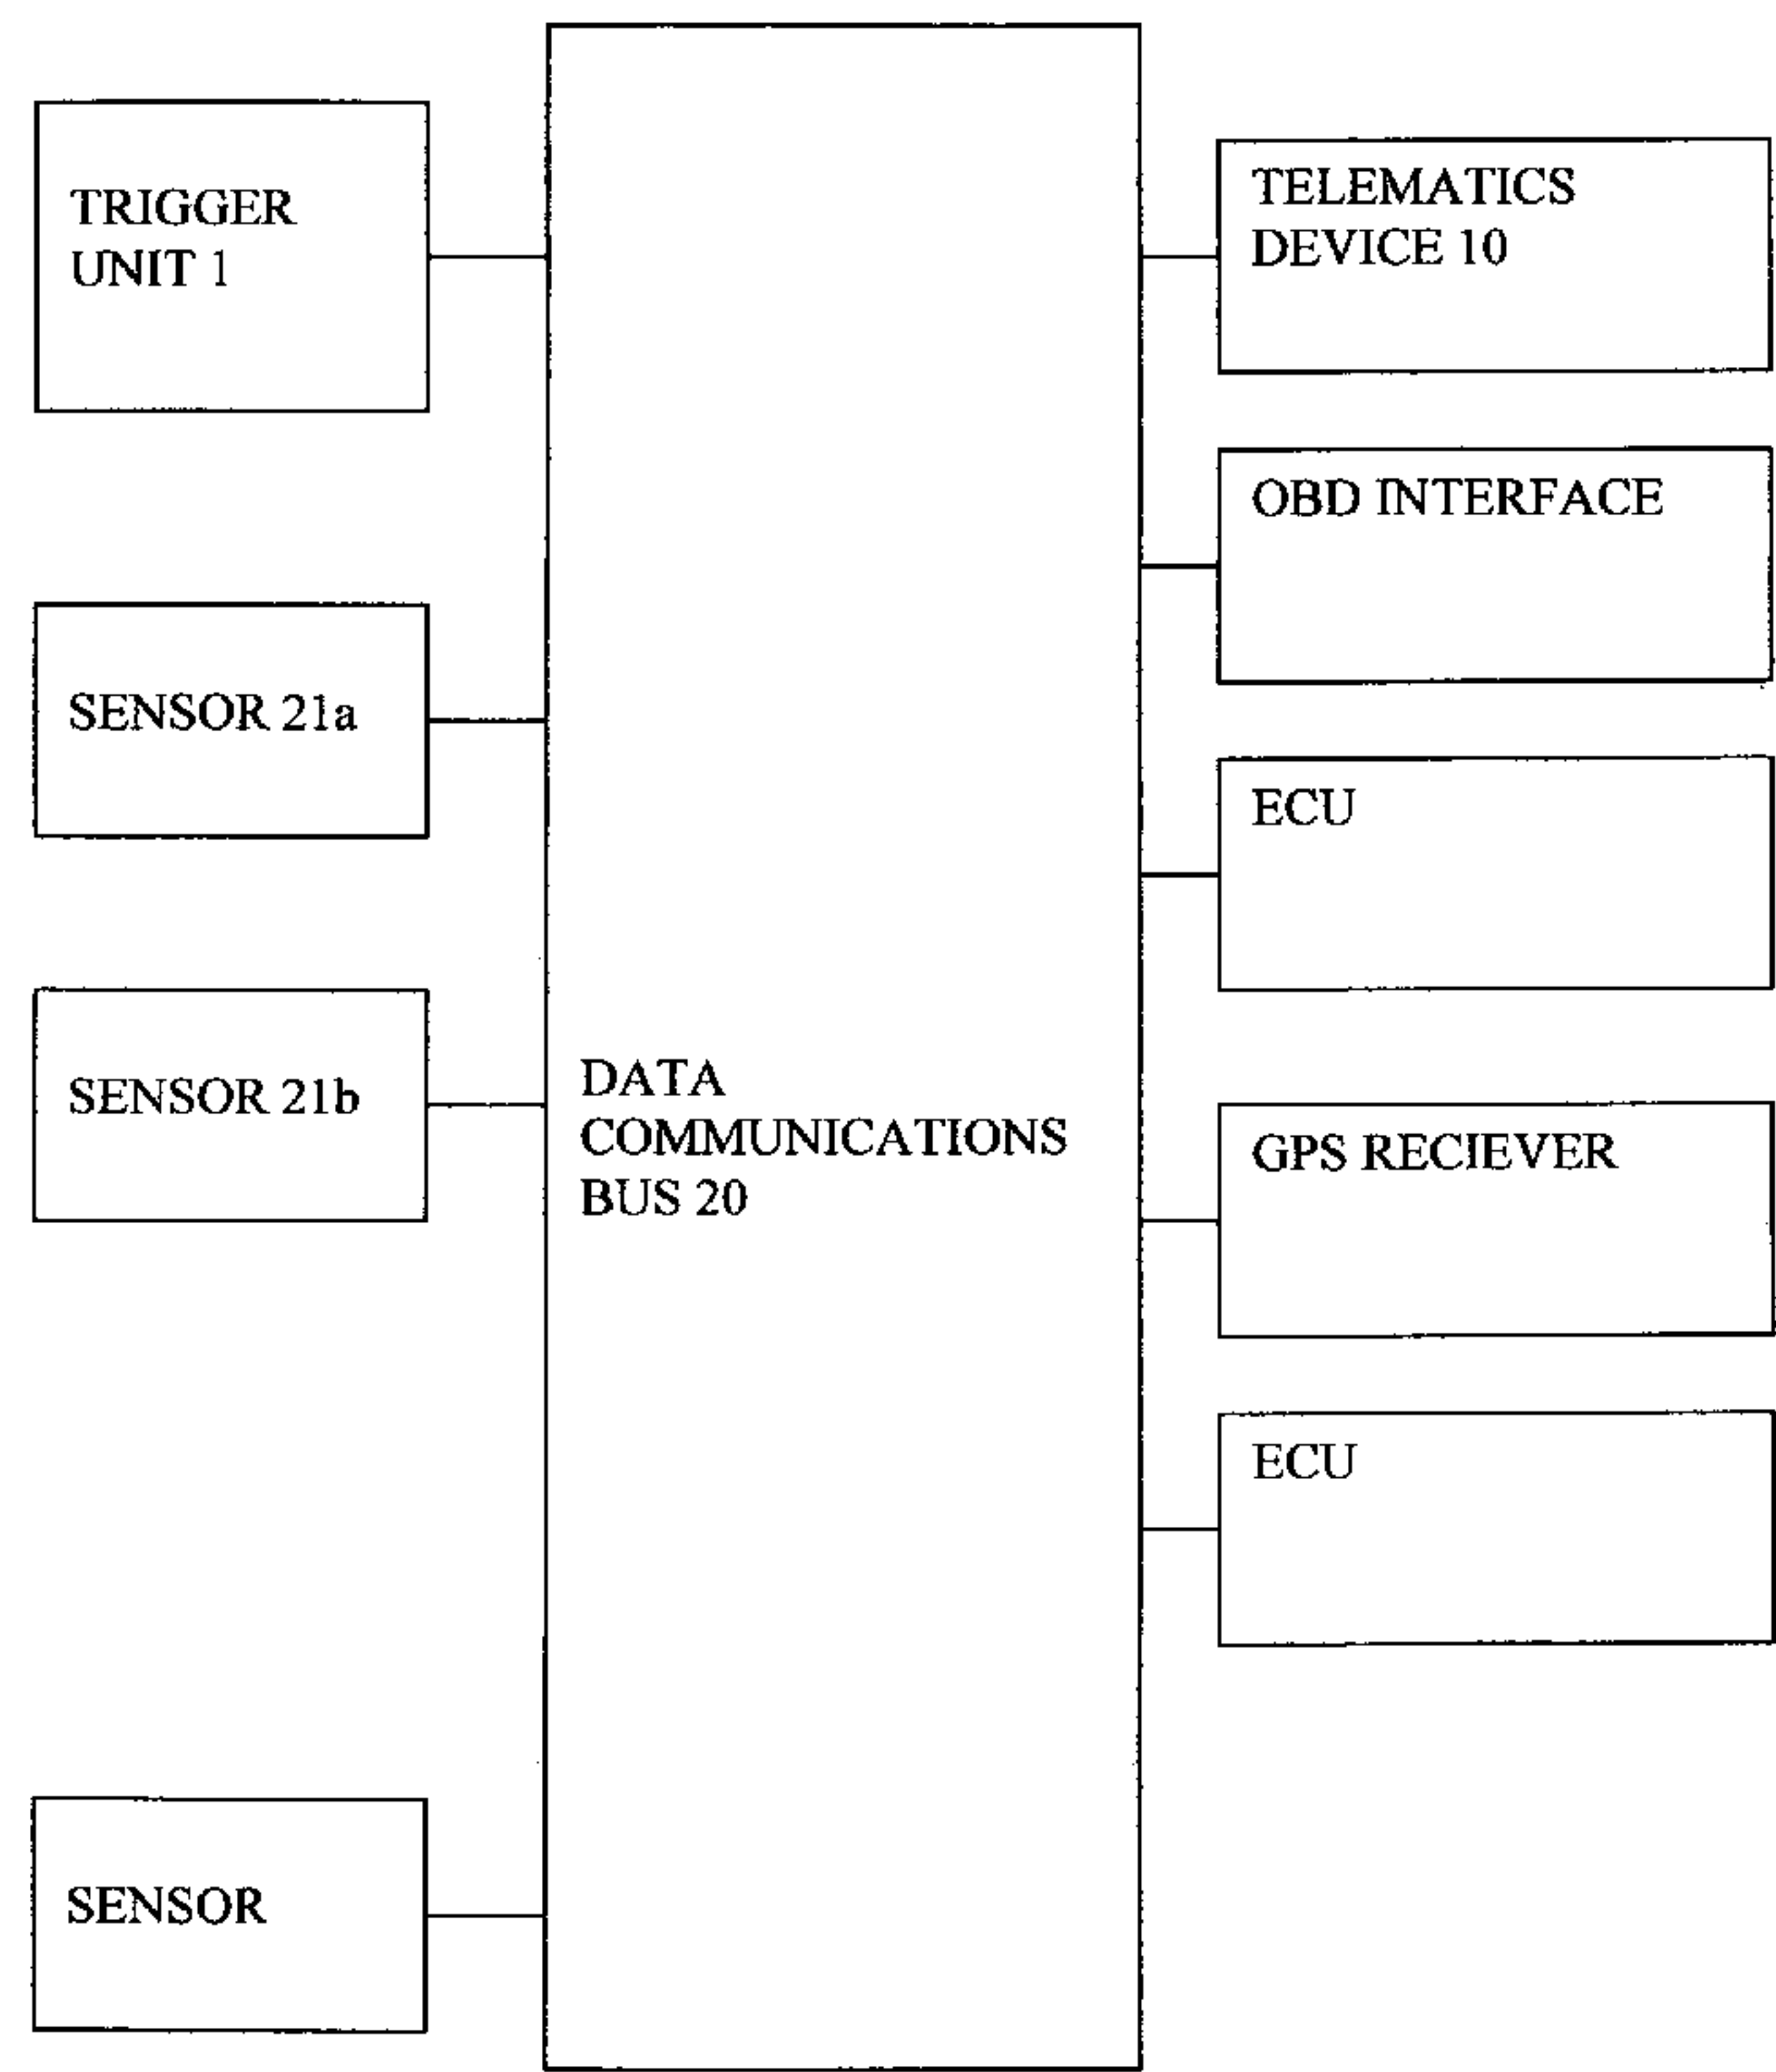 TRIGGER
UNIT 1
SENSOR 21a
SENSOR 21b
SENSOR
DATA
COMMUNICATIONS
BUS 20
TELEMATICS
DEVICE 10
OBD INTERFACE
ECU
GPS RECIEVER
ECU